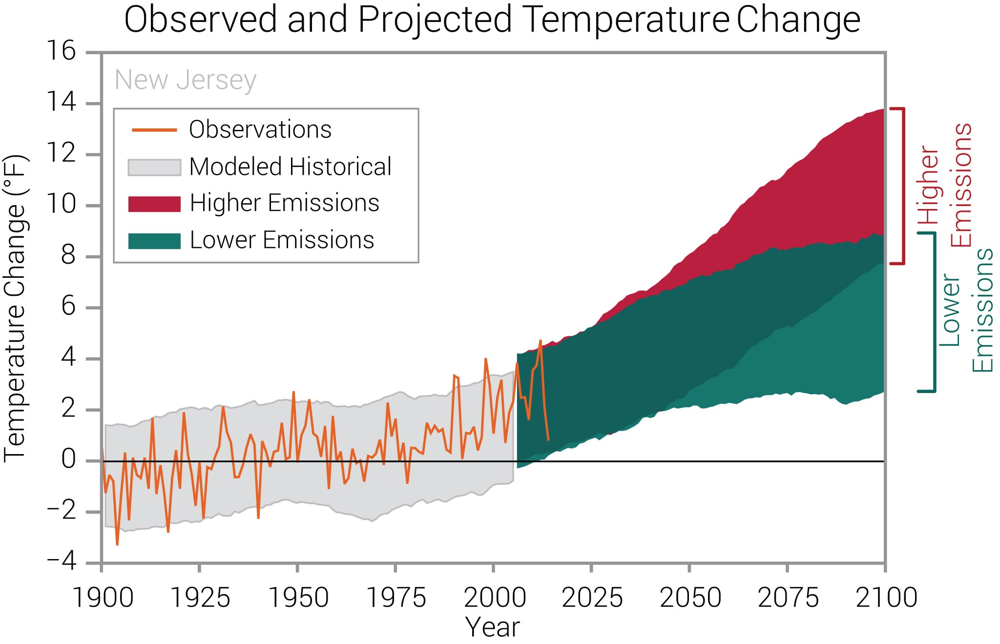 Observed and Projected Temperature Change
New Jersey
Observations
Modeled Historical
Higher Emissions
Lower Emissions
Temperature Change (°F)
16
14
12
10
8
6
4
2
0
−2
−4
1900 1925 1950 1975 2000 2025 2050 2075 2100
Year
Higher
Emissions
Lower
Emissions